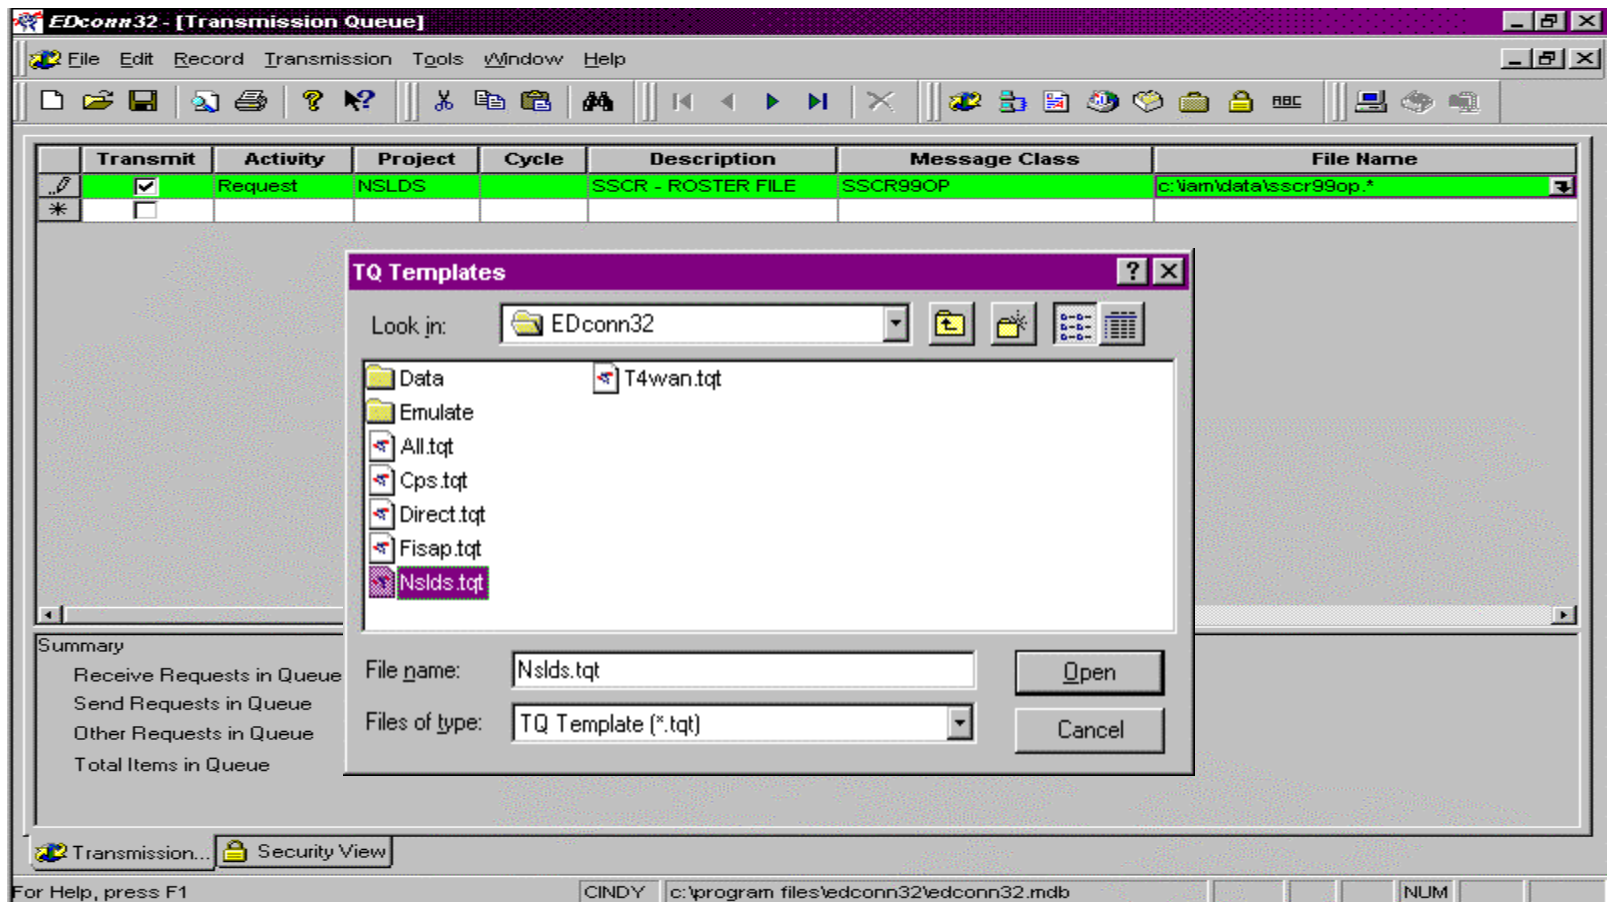 EDconn32 - [Transmission Queue]
File Edit Record Transmission Tools Window Help
ABC
Transmit Activity Project Cycle Description Message Class File Name
Request NSLDS SSCR - ROSTER FILE SSCR99OP c:\iam\data\sscr99op.*
TQ Templates
Look in: EDconn32
Data T4wan.tqt
Emulate
All.tqt
Cps.tqt
Direct.tqt
Fisap.tqt
Nslds.tqt
File name: Nslds.tqt Open
Files of type: TQ Template (*.tqt) Cancel
Summary
Receive Requests in Queue
Send Requests in Queue
Other Requests in Queue
Total Items in Queue
Transmission... Security View
For Help, press F1 CINDY c:\program files\edconn32\edconn32.mdb NUM